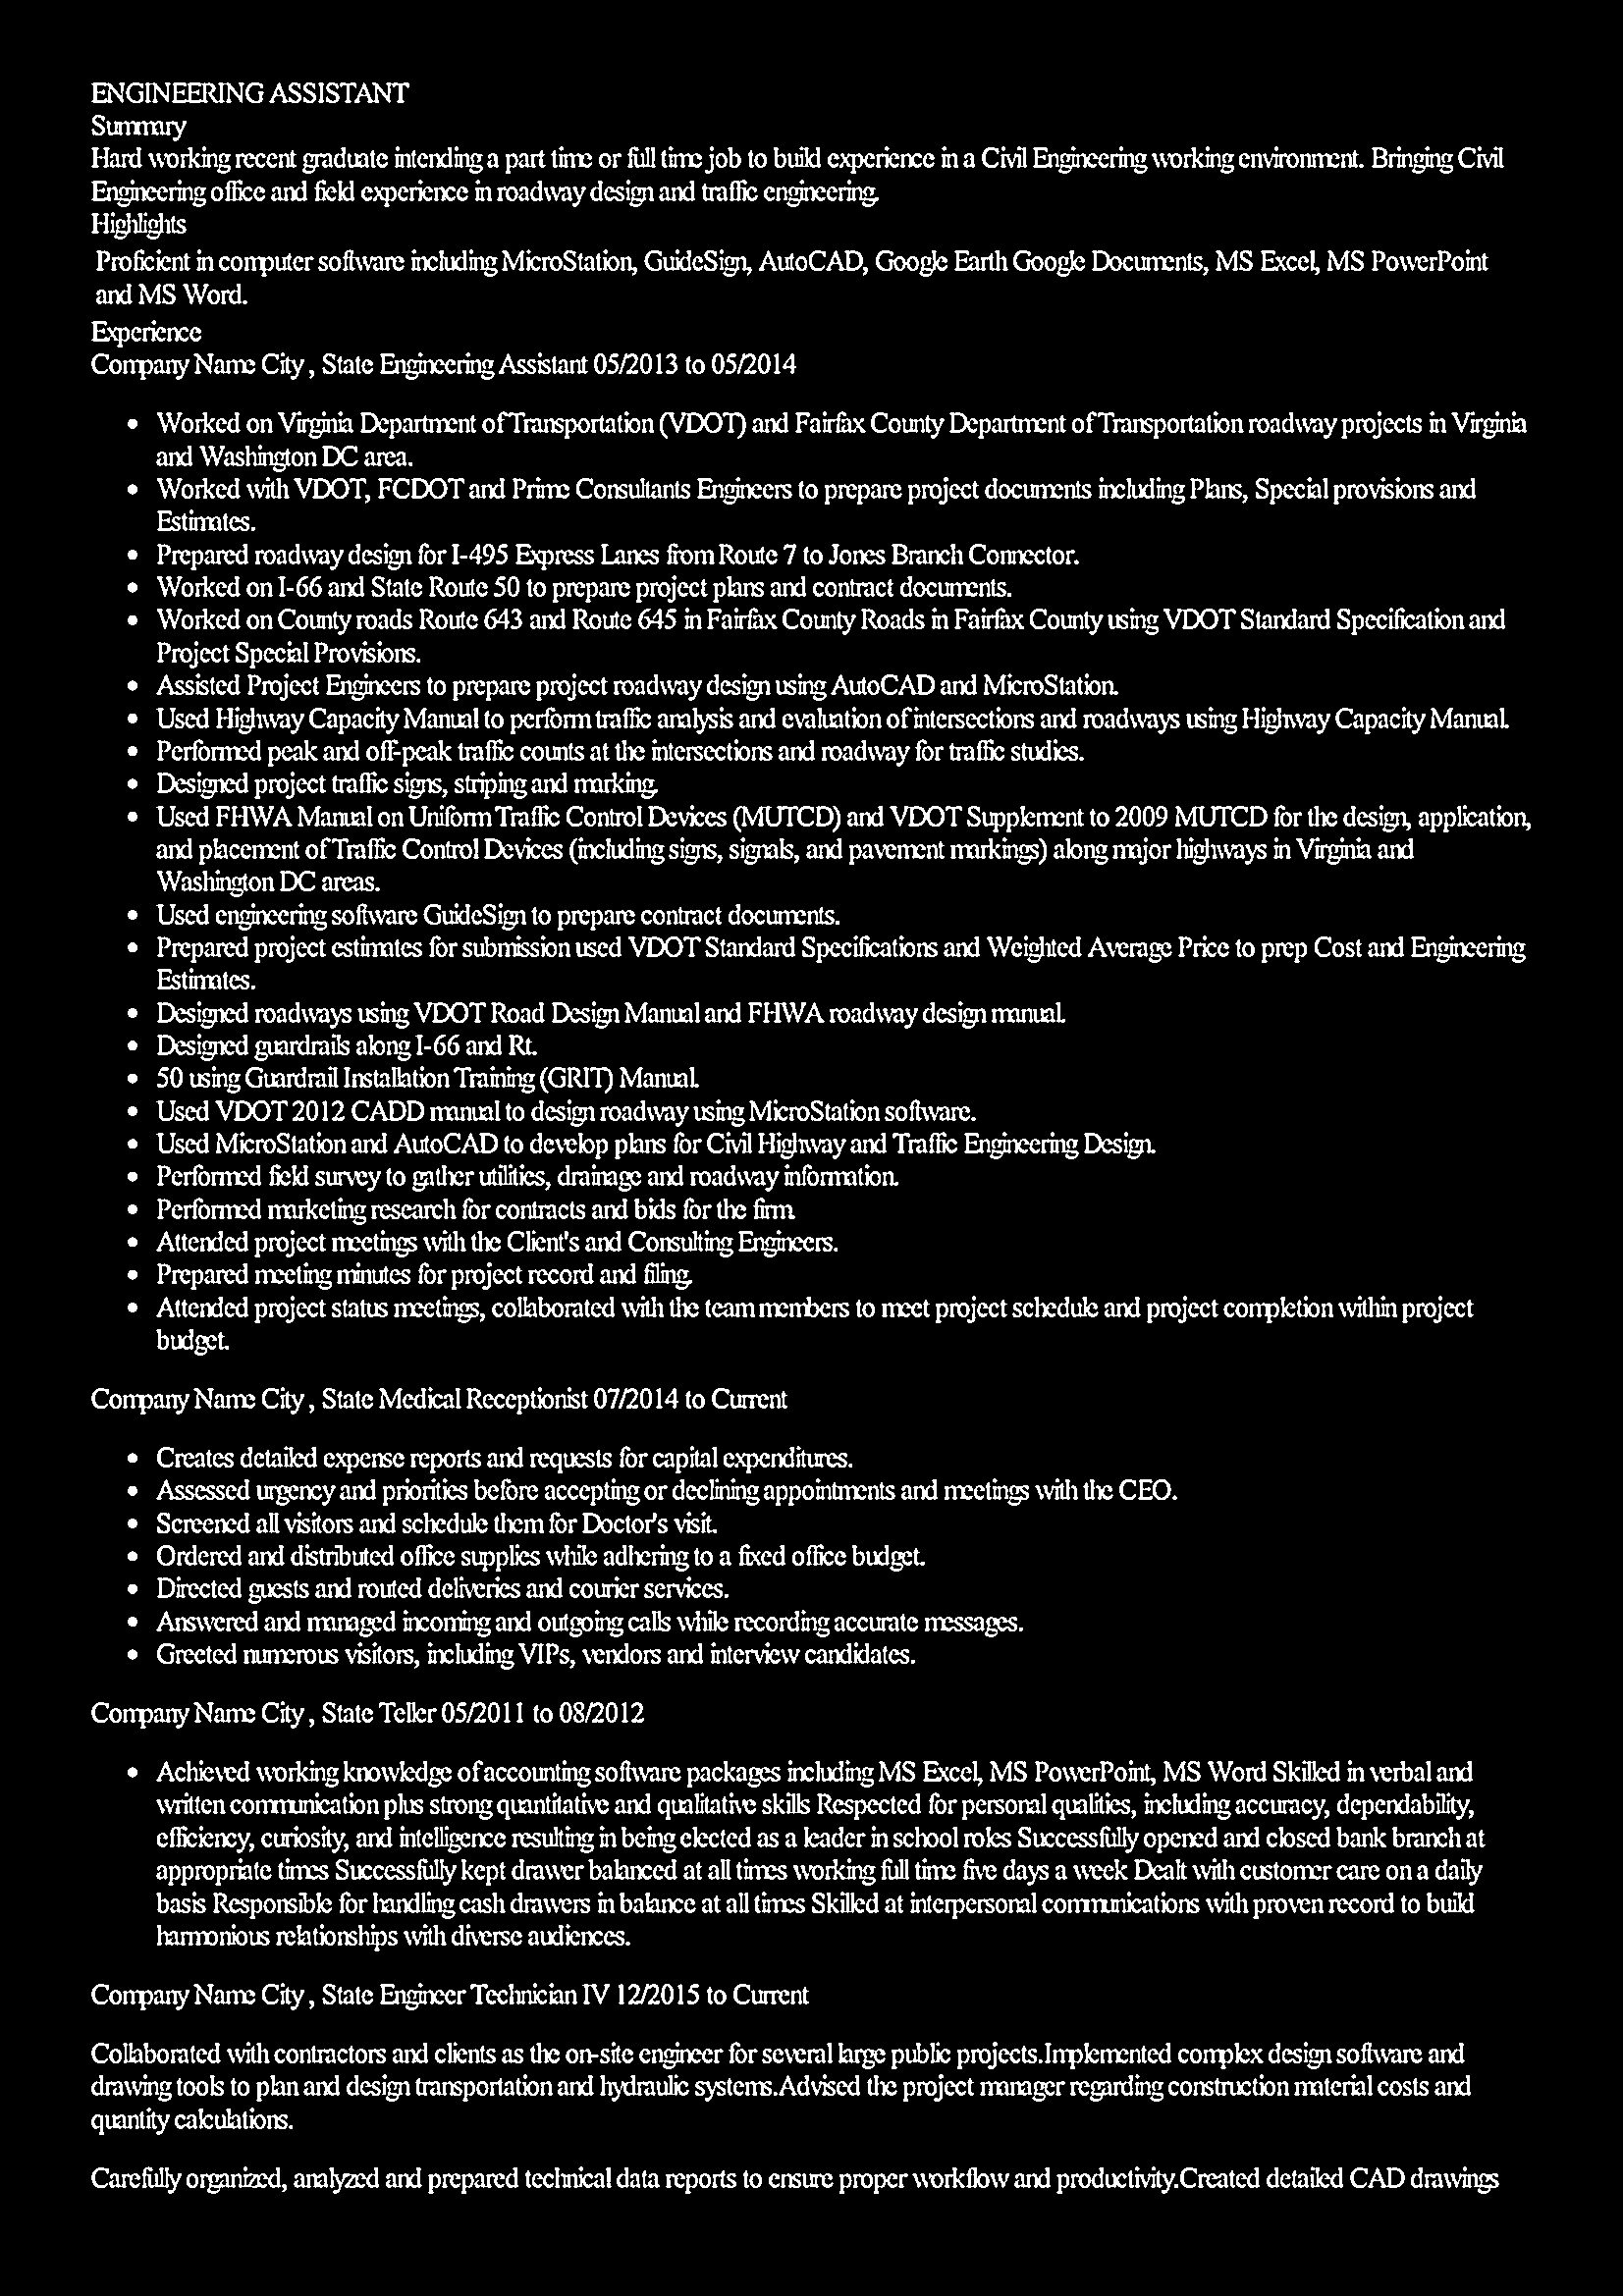 ENGINEERING ASSISTANT
Summary
Hard working recent graduate intending a part time or full time job to build experience in a Civil Engineering working environment. Bringing Civil
Engineering office and field experience in roadway design and traffic engineering.
Highlights
Proficient in computer software including MicroStation, GuideSign, AutoCAD, Google Earth Google Documents, MS Excel, MS PowerPoint
and MS Word.
Experience
Company Name City , State Engineering Assistant 05/2013 to 05/2014
• Worked on Virginia Department of Transportation (VDOT) and Fairfax County Department of Transportation roadway projects in Virginia
and Washington DC area.
• Worked with VDOT, FCDOT and Prime Consultants Engineers to prepare project documents including Plans, Special provisions and
Estimates.
• Prepared roadway design for I-495 Express Lanes from Route 7 to Jones Branch Connector.
• Worked on I-66 and State Route 50 to prepare project plans and contract documents.
• Worked on County roads Route 643 and Route 645 in Fairfax County Roads in Fairfax County using VDOT Standard Specification and
Project Special Provisions.
• Assisted Project Engineers to prepare project roadway design using AutoCAD and MicroStation.
• Used Highway Capacity Manual to perform traffic analysis and evaluation of intersections and roadways using Highway Capacity Manual.
• Performed peak and off-peak traffic counts at the intersections and roadway for traffic studies.
• Designed project traffic signs, striping and marking.
• Used FHWA Manual on Uniform Traffic Control Devices (MUTCD) and VDOT Supplement to 2009 MUTCD for the design, application,
and placement of Traffic Control Devices (including signs, signals, and pavement markings) along major highways in Virginia and
Washington DC areas.
• Used engineering software GuideSign to prepare contract documents.
• Prepared project estimates for submission used VDOT Standard Specifications and Weighted Average Price to prep Cost and Engineering
Estimates.
• Designed roadways using VDOT Road Design Manual and FHWA roadway design manual.
• Designed guardrails along I-66 and Rt.
• 50 using Guardrail Installation Training (GRIT) Manual.
• Used VDOT 2012 CADD manual to design roadway using MicroStation software.
• Used MicroStation and AutoCAD to develop plans for Civil Highway and Traffic Engineering Design.
• Performed field survey to gather utilities, drainage and roadway information.
• Performed marketing research for contracts and bids for the firm.
• Attended project meetings with the Client's and Consulting Engineers.
• Prepared meeting minutes for project record and filing.
• Attended project status meetings, collaborated with the team members to meet project schedule and project completion within project
budget.
Company Name City , State Medical Receptionist 07/2014 to Current
• Creates detailed expense reports and requests for capital expenditures.
• Assessed urgency and priorities before accepting or declining appointments and meetings with the CEO.
• Screened all visitors and schedule them for Doctor's visit.
• Ordered and distributed office supplies while adhering to a fixed office budget.
• Directed guests and routed deliveries and courier services.
• Answered and managed incoming and outgoing calls while recording accurate messages.
• Greeted numerous visitors, including VIPs, vendors and interview candidates.
Company Name City , State Teller 05/2011 to 08/2012
• Achieved working knowledge of accounting software packages including MS Excel, MS PowerPoint, MS Word Skilled in verbal and
written communication plus strong quantitative and qualitative skills Respected for personal qualities, including accuracy, dependability,
efficiency, curiosity, and intelligence resulting in being elected as a leader in school roles Successfully opened and closed bank branch at
appropriate times Successfully kept drawer balanced at all times working full time five days a week Dealt with customer care on a daily
basis Responsible for handling cash drawers in balance at all times Skilled at interpersonal communications with proven record to build
harmonious relationships with diverse audiences.
Company Name City , State Engineer Technician IV 12/2015 to Current
Collaborated with contractors and clients as the on-site engineer for several large public projects.Implemented complex design software and
drawing tools to plan and design transportation and hydraulic systems.Advised the project manager regarding construction material costs and
quantity calculations.
Carefully organized, analyzed and prepared technical data reports to ensure proper workflow and productivity.Created detailed CAD drawings